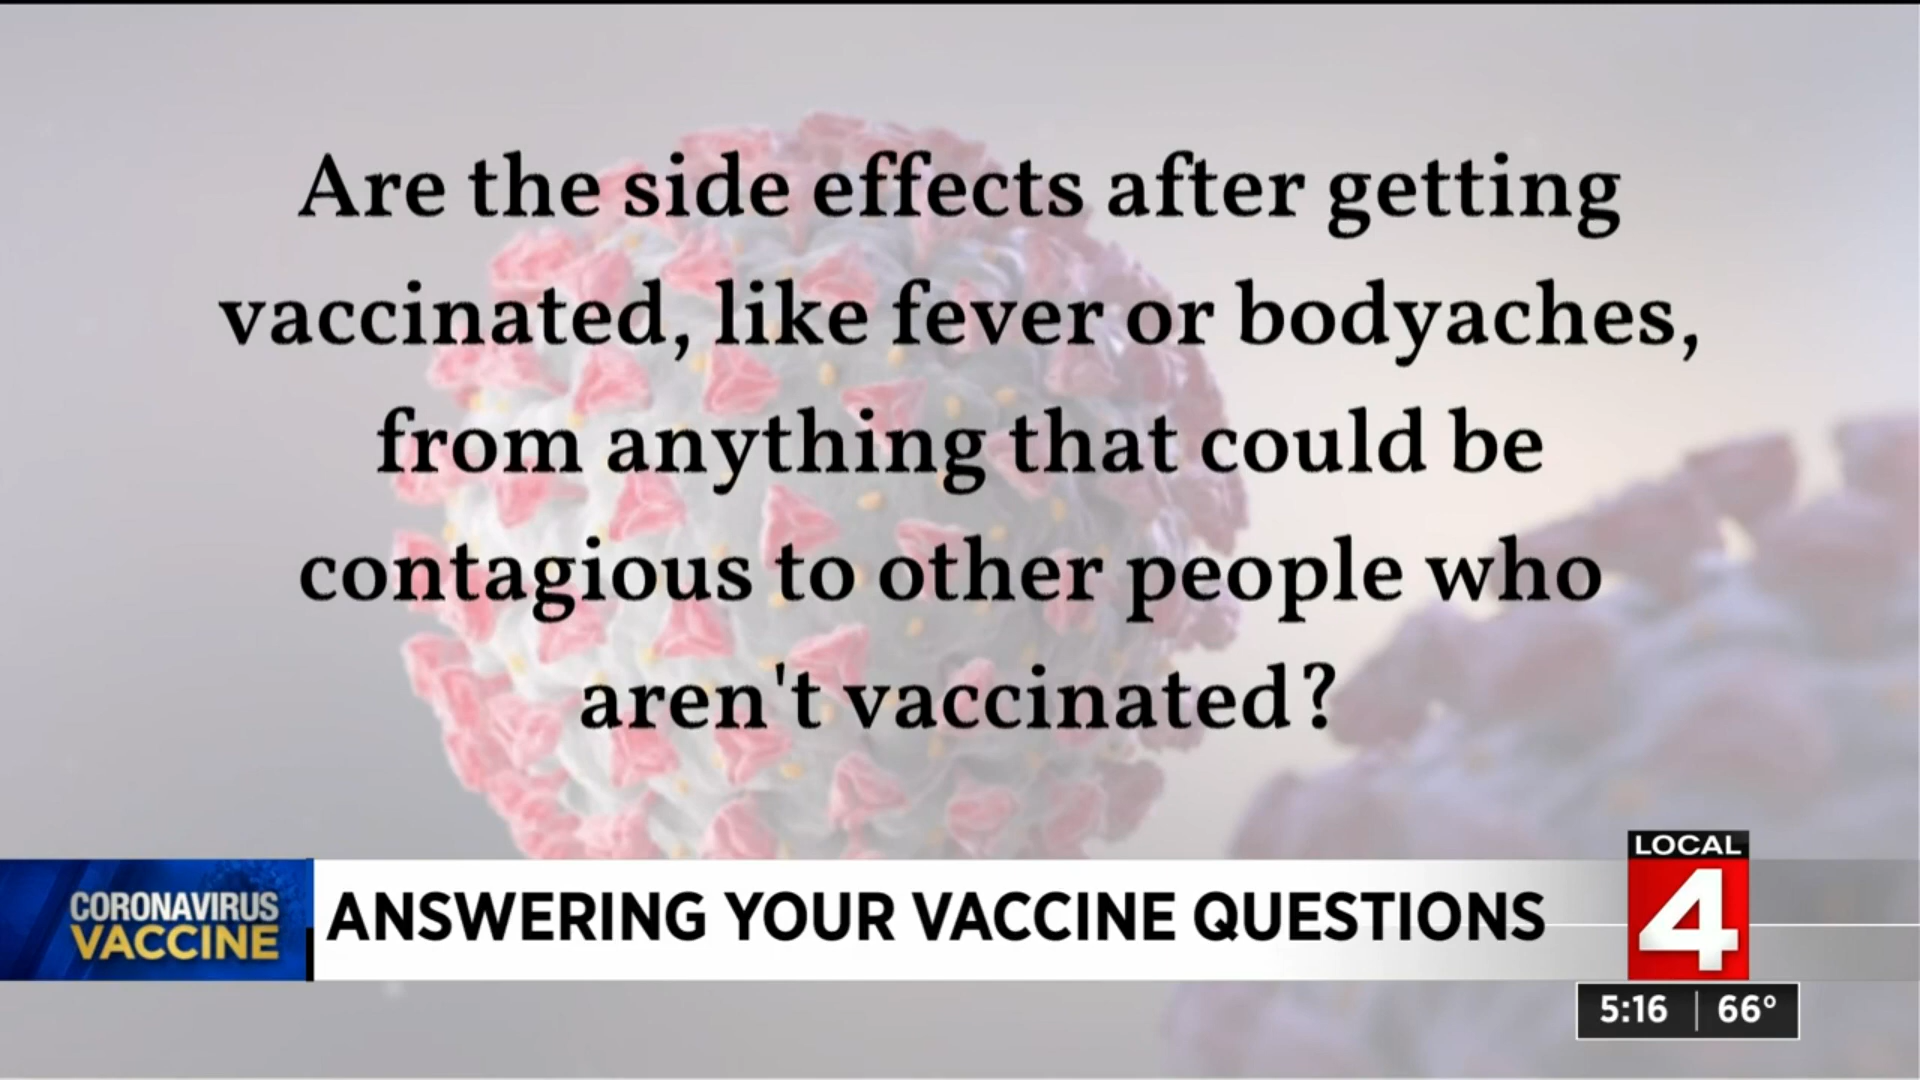 Are the side effects after getting
vaccinated, like fever or bodyaches,
from anything that could be
contagious to other people who
aren't vaccinated?
CORONAVIRUS
VACCINE
ANSWERING YOUR VACCINE QUESTIONS
LOCAL
4
5:16 66°